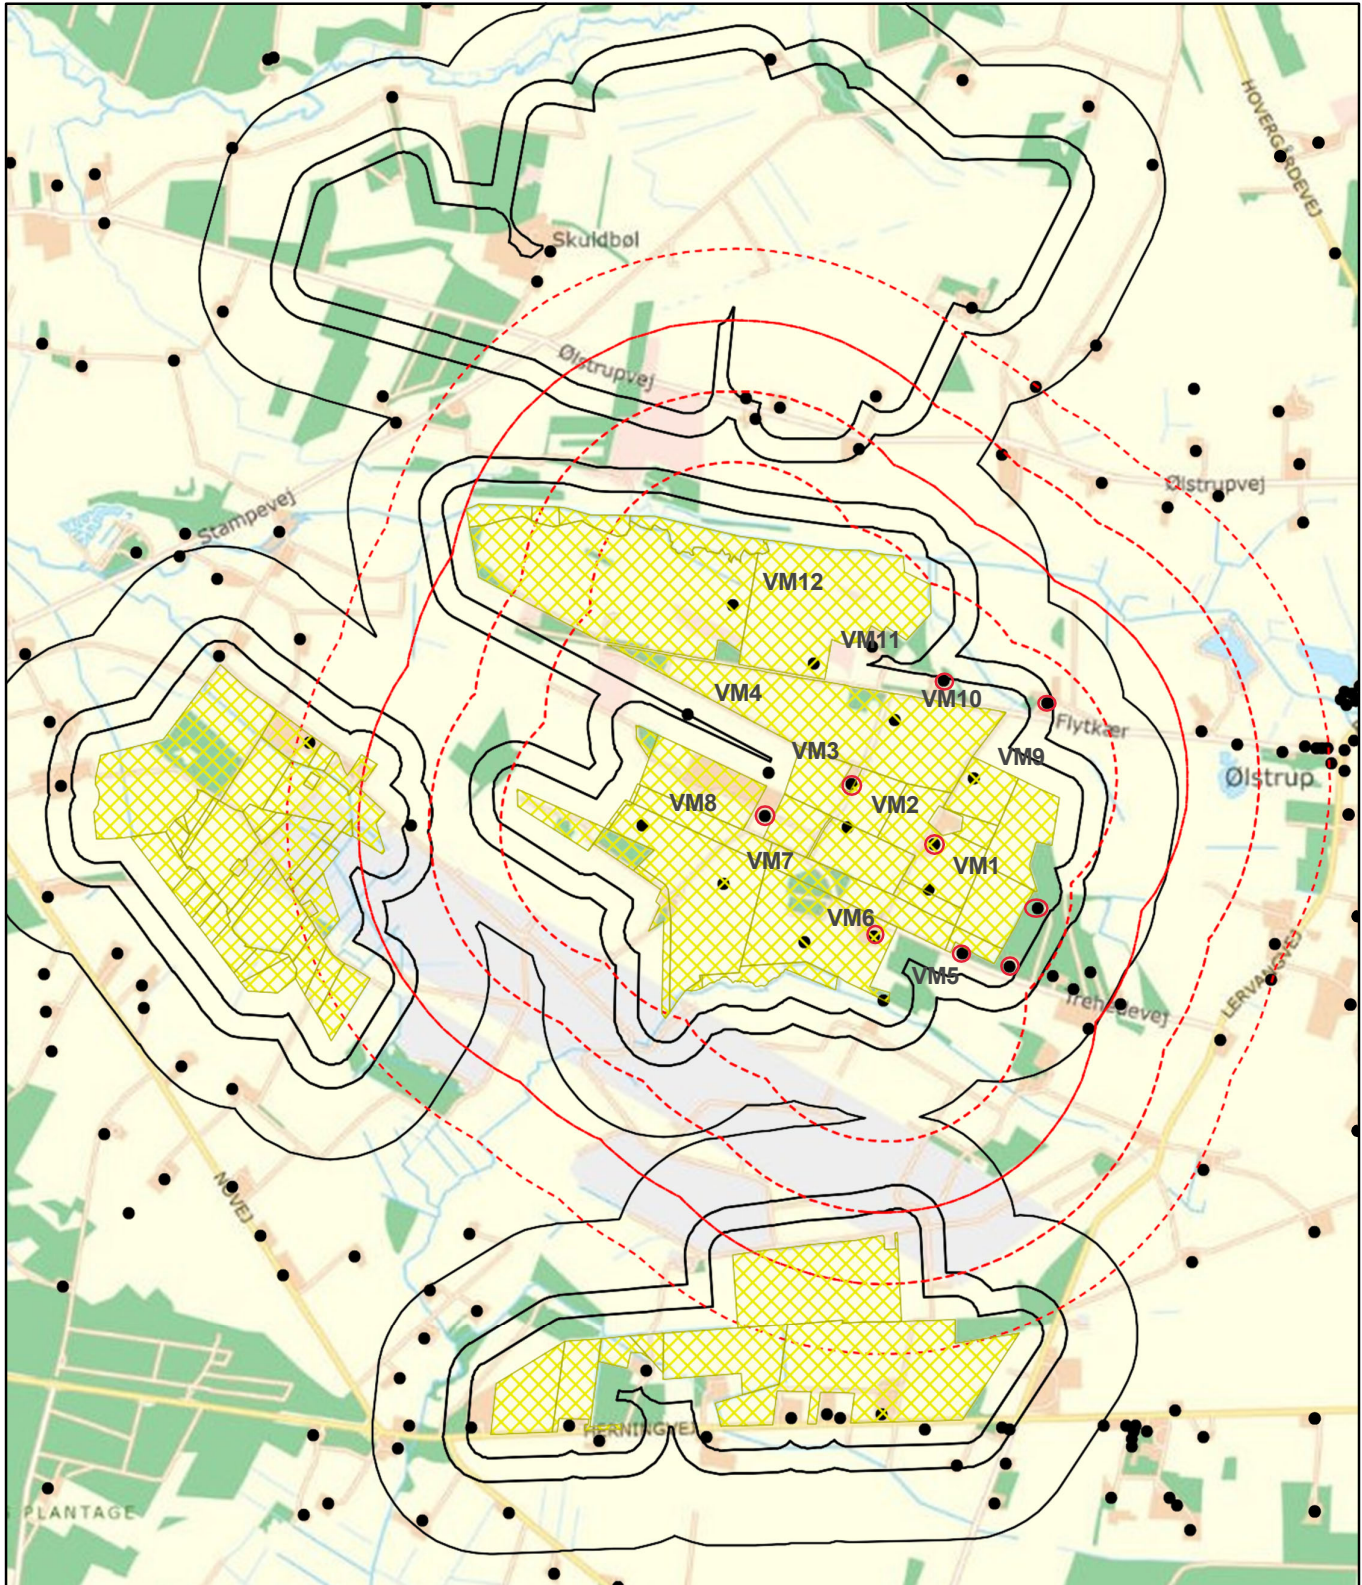 HOVERGÅRDEVEJ
Skuldbøl
Ølstrupvej
Ølstrupvej
Stampevej
VM12
VM11
VM4
VM10
Flytkær
VM3
VM9
Ølstrup
VM8
VM2
VM7
VM1
VM6
VM5
Trehedevej
LERVANGVEJ
NØVEJ
HERNINGVEJ
PLANTAGE